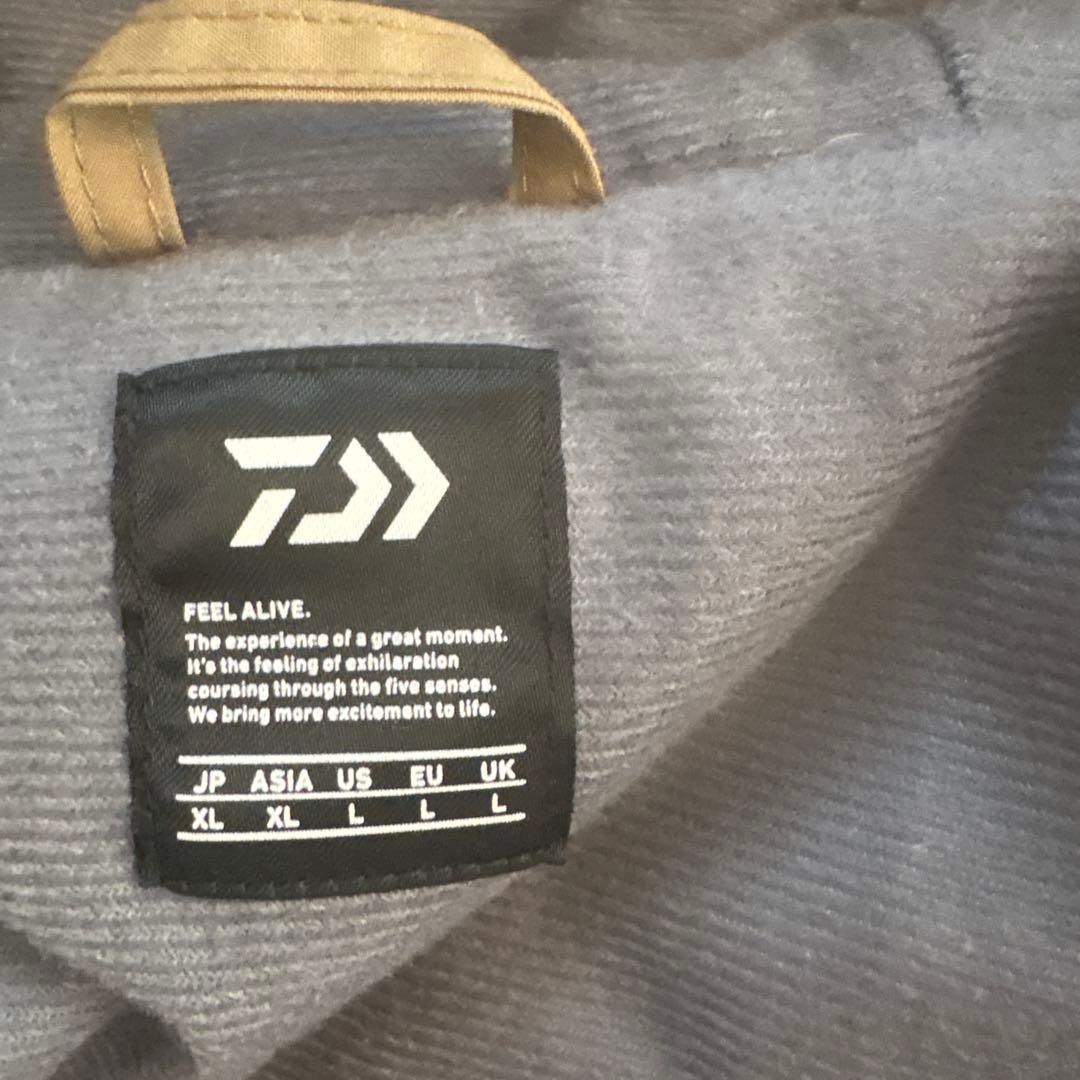 FEEL ALIVE.
The experience of a great moment.
It's the feeling of exhilaration
coursing through the five senses.
We bring more excitement to life.
JP ASIA US EU UK
XL XL L L L